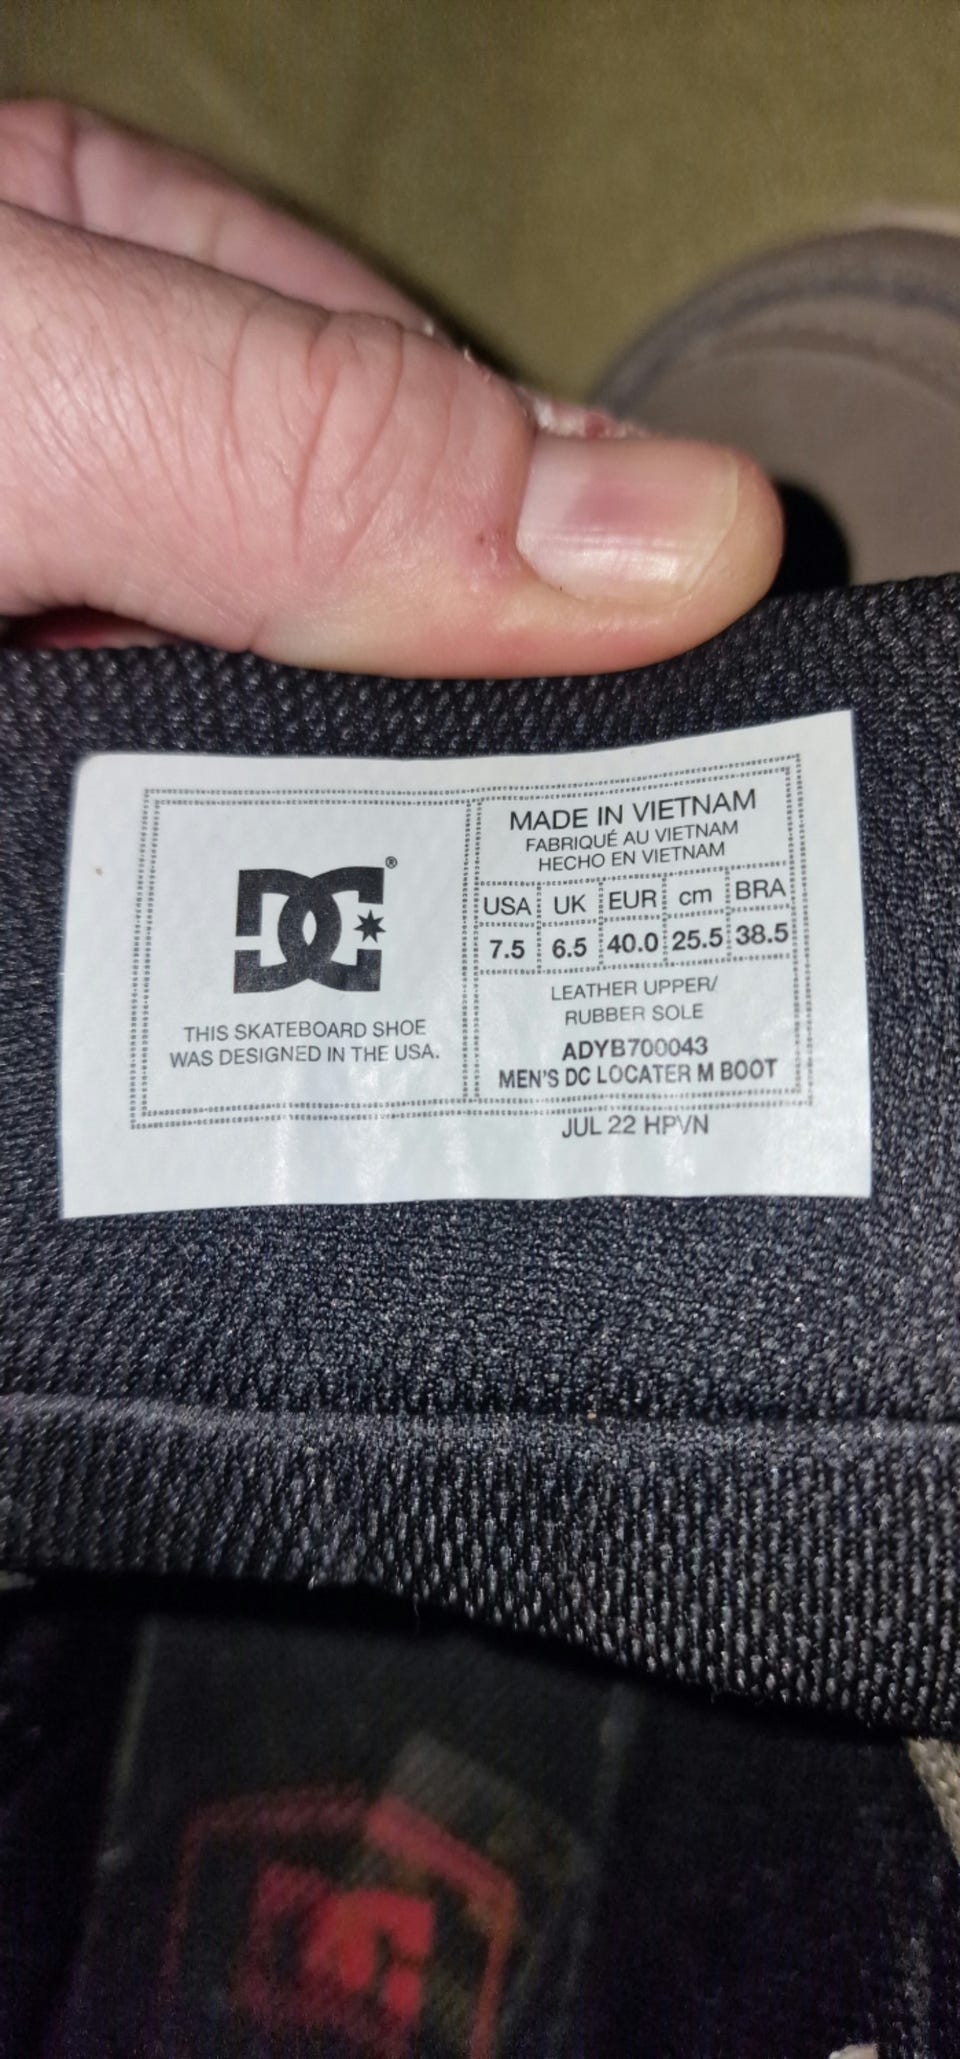 DC®
THIS SKATEBOARD SHOE
WAS DESIGNED IN THE USA.
MADE IN VIETNAM
FABRIQUÉ AU VIETNAM
HECHO EN VIETNAM
USA UK EUR cm BRA
7.5 6.5 40.0 25.5 38.5
LEATHER UPPER/
RUBBER SOLE
ADYB700043
MEN'S DC LOCATER M BOOT
JUL 22 HPVN